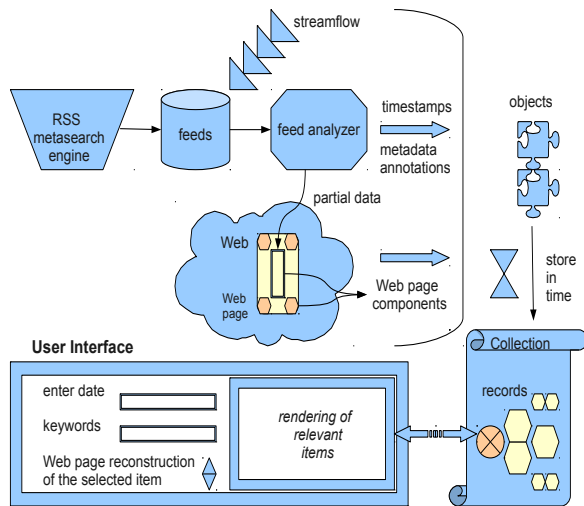 streamflow
RSS
metasearch
engine
feeds
feed analyzer
timestamps
metadata
annotations
objects
partial data
Web
Web
page
Web page
components
store
in
time
User Interface
enter date
keywords
Web page reconstruction
of the selected item
rendering of
relevant
items
Collection
records